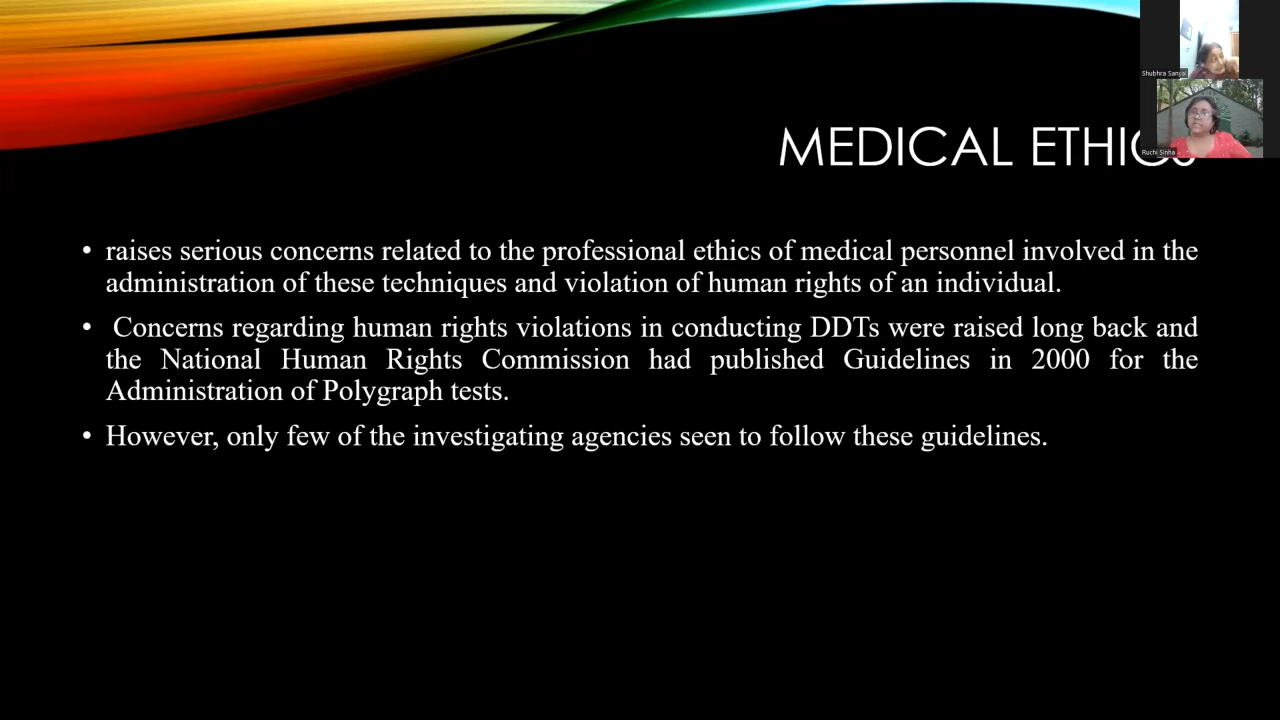 Shubhra Sanyal
Ruchi Sinha
MEDICAL ETHICS
• raises serious concerns related to the professional ethics of medical personnel involved in the
administration of these techniques and violation of human rights of an individual.
• Concerns regarding human rights violations in conducting DDTs were raised long back and
the National Human Rights Commission had published Guidelines in 2000 for the
Administration of Polygraph tests.
• However, only few of the investigating agencies seen to follow these guidelines.